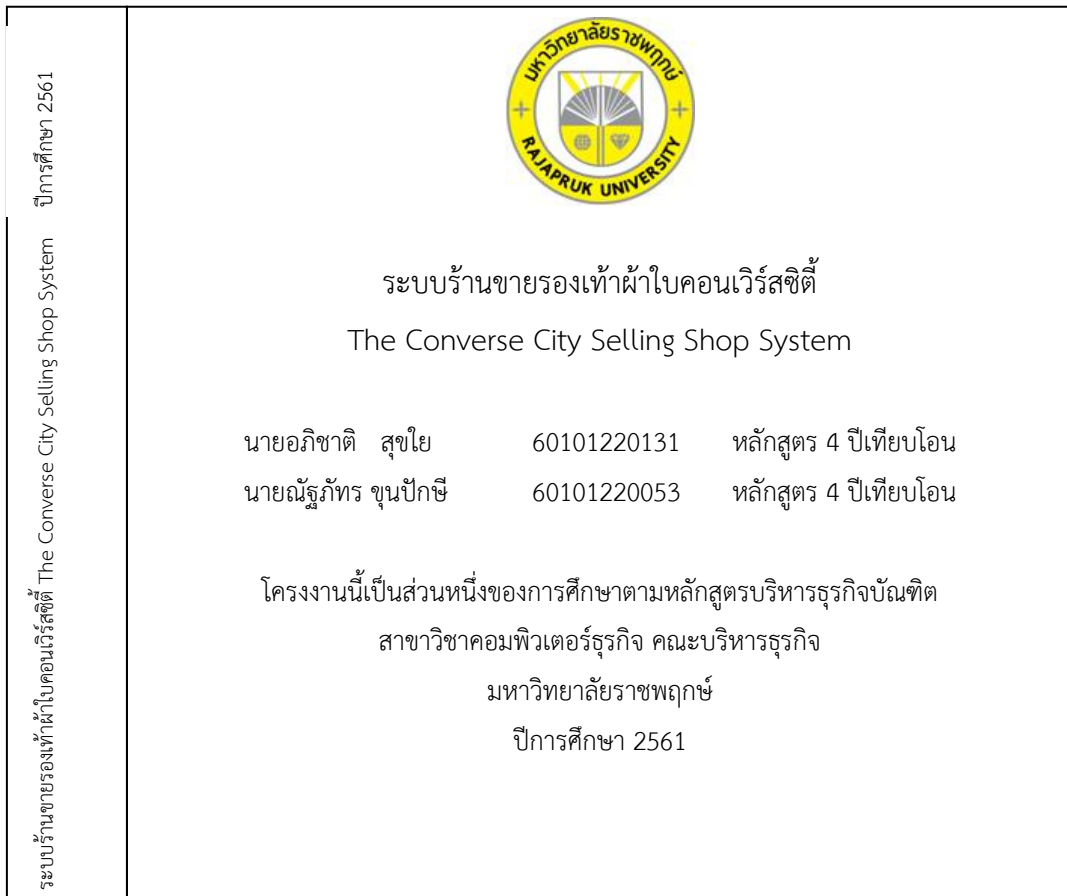 ระบบร้านขายรองเท้าผ้าใบคอนเวิร์สซิตี้ The Converse City Selling Shop System ปีการศึกษา 2561
มหาวิทยาลัยราชพฤกษ์
RAJAPRUK UNIVERSITY
ระบบร้านขายรองเท้าผ้าใบคอนเวิร์สซิตี้
The Converse City Selling Shop System
นายอภิชาติ สุขใย 60101220131 หลักสูตร 4 ปีเทียบโอน
นายณัฐภัทร ขุนปักษี 60101220053 หลักสูตร 4 ปีเทียบโอน
โครงงานนี้เป็นส่วนหนึ่งของการศึกษาตามหลักสูตรบริหารธุรกิจบัณฑิต
สาขาวิชาคอมพิวเตอร์ธุรกิจ คณะบริหารธุรกิจ
มหาวิทยาลัยราชพฤกษ์
ปีการศึกษา 2561